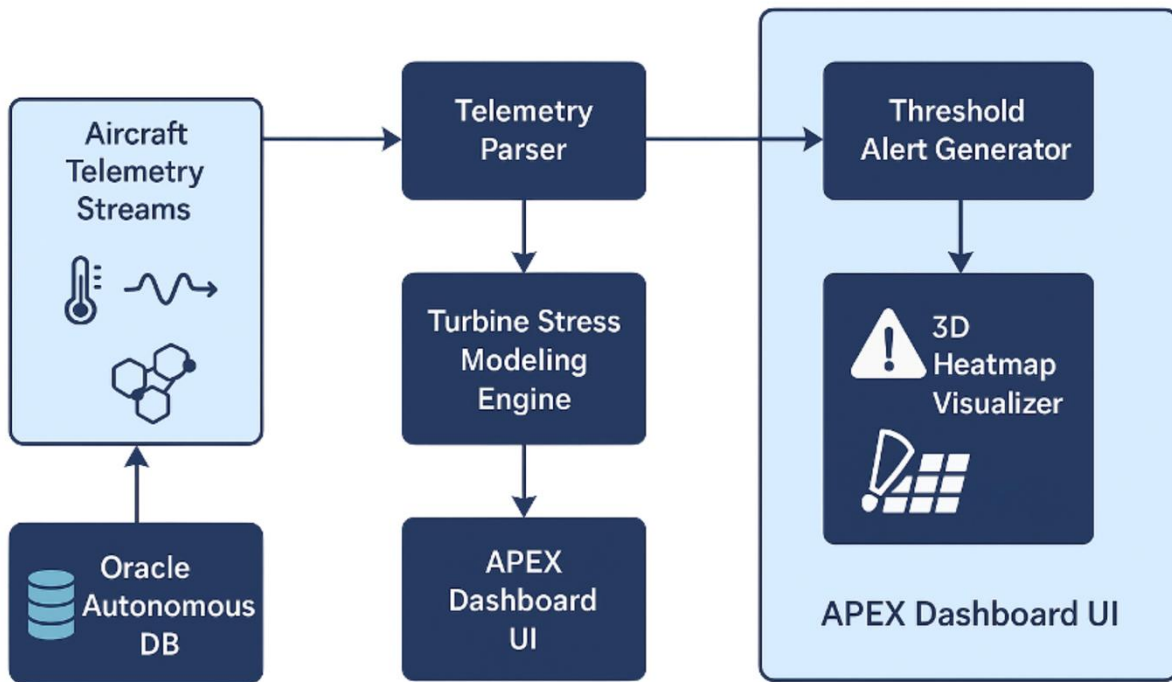 Aircraft
Telemetry
Streams
Oracle
Autonomous
DB
Telemetry
Parser
Turbine Stress
Modeling
Engine
APEX
Dashboard
UI
Threshold
Alert Generator
3D
Heatmap
Visualizer
APEX Dashboard UI